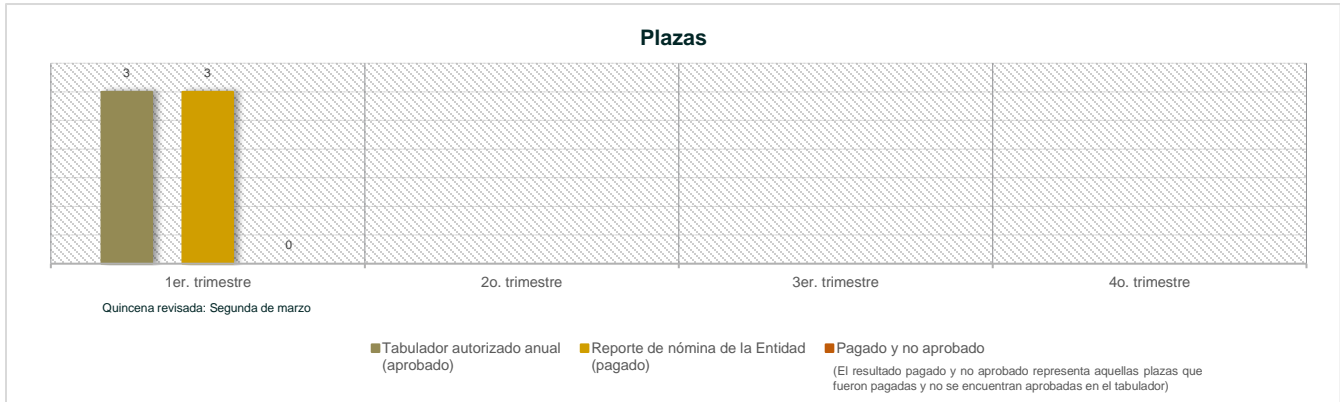 Plazas
3
3
0
1er. trimestre
2o. trimestre
3er. trimestre
4o. trimestre
Quincena revisada: Segunda de marzo
Tabulador autorizado anual
(aprobado)
Reporte de nómina de la Entidad
(pagado)
Pagado y no aprobado
(El resultado pagado y no aprobado representa aquellas plazas que
fueron pagadas y no se encuentran aprobadas en el tabulador)